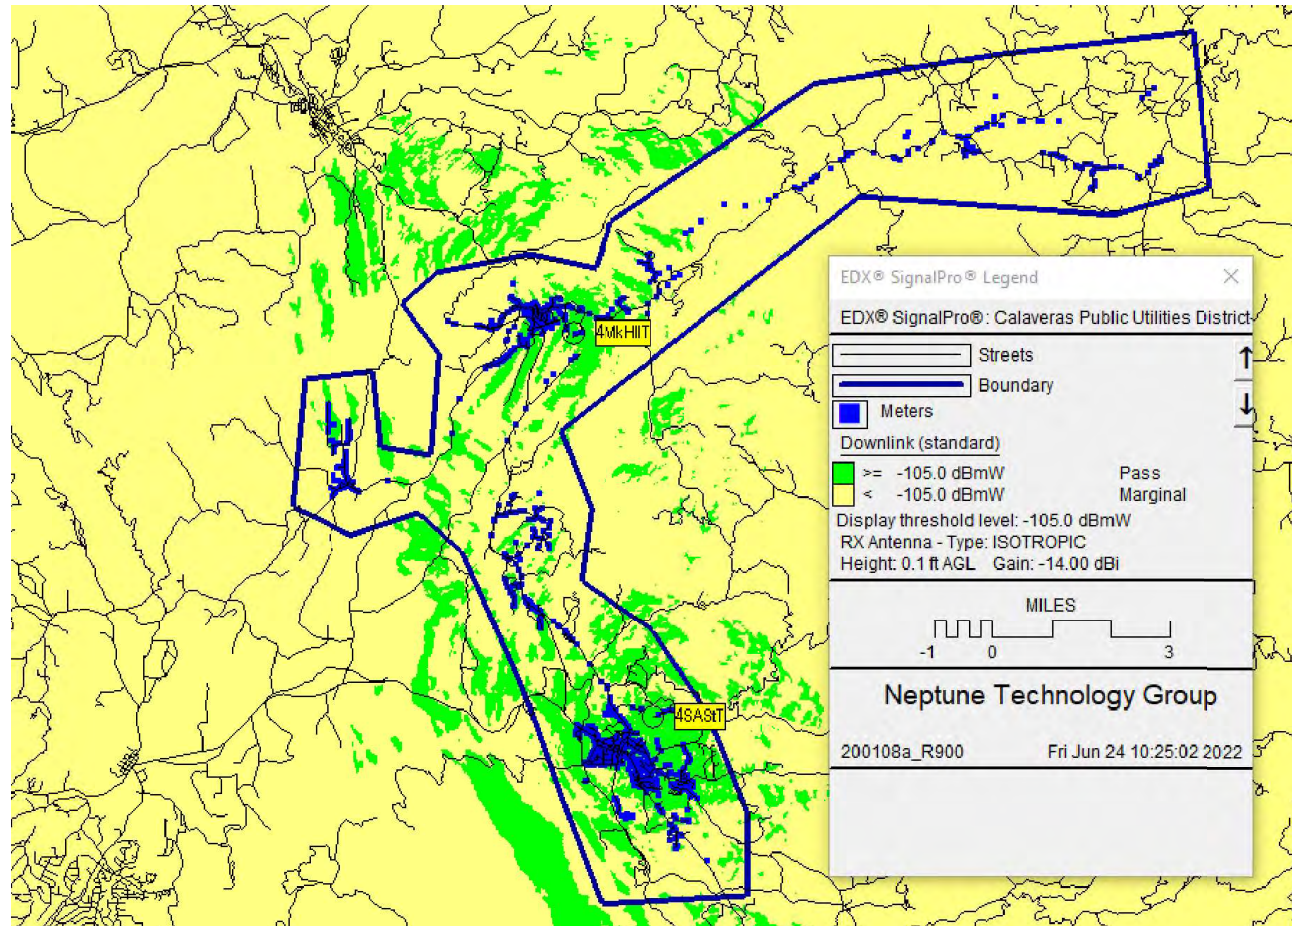 EDX® SignalPro® Legend
EDX® SignalPro®: Calaveras Public Utilities District
Streets
Boundary
Meters
Downlink (standard)
>= -105.0 dBmW Pass
< -105.0 dBmW Marginal
Display threshold level: -105.0 dBmW
RX Antenna - Type: ISOTROPIC
Height: 0.1 ft AGL Gain: -14.00 dBi
4MkHllT
MILES
-1 0 3
Neptune Technology Group
4SAStT
200108a_R900 Fri Jun 24 10:25:02 2022